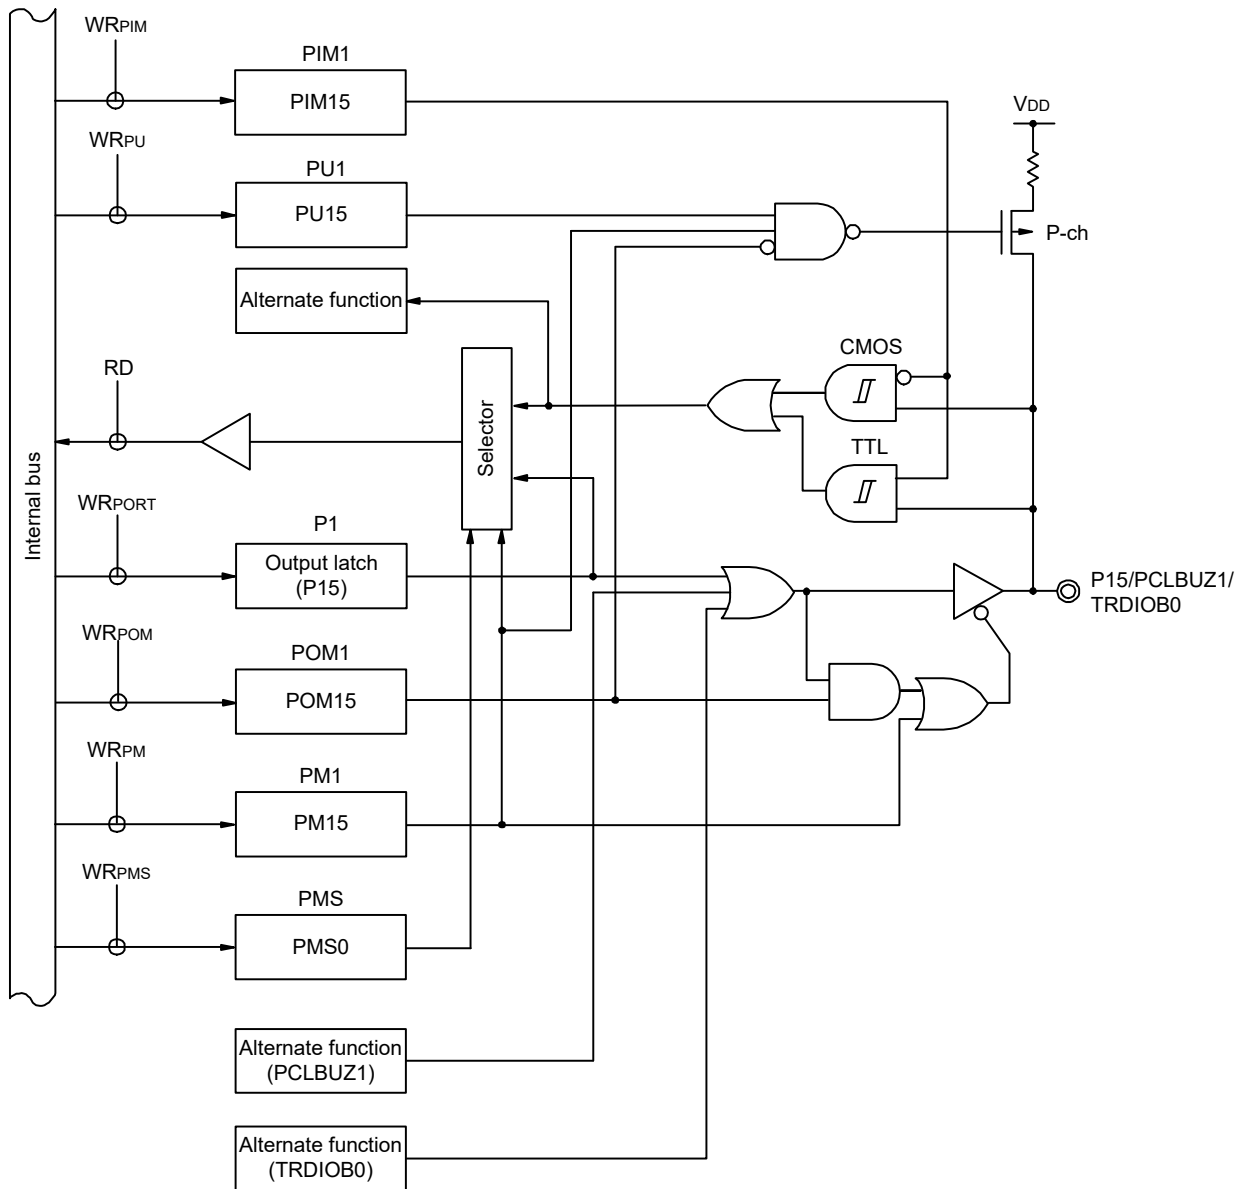 WRPIM
PIM1
PIM15
VDD
WRPU
PU1
PU15
P-ch
Alternate function
CMOS
RD
Selector
TTL
Internal bus
WRPORT
P1
Output latch
(P15)
P15/PCLBUZ1/
TRDIOB0
WRPOM
POM1
POM15
WRPM
PM1
PM15
WRPMS
PMS
PMS0
Alternate function
(PCLBUZ1)
Alternate function
(TRDIOB0)